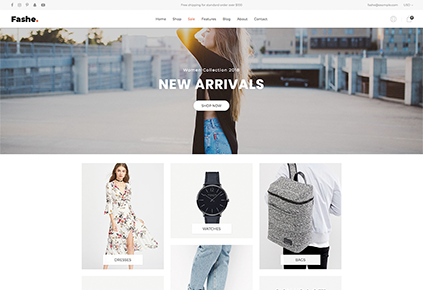 Free shipping for standard order over $100
fashe@example.com
USD
Fashe.
Home Shop Sale Features Blog About Contact
0
Women Collection 2018
NEW ARRIVALS
SHOP NOW
DRESSES
WATCHES
BAGS